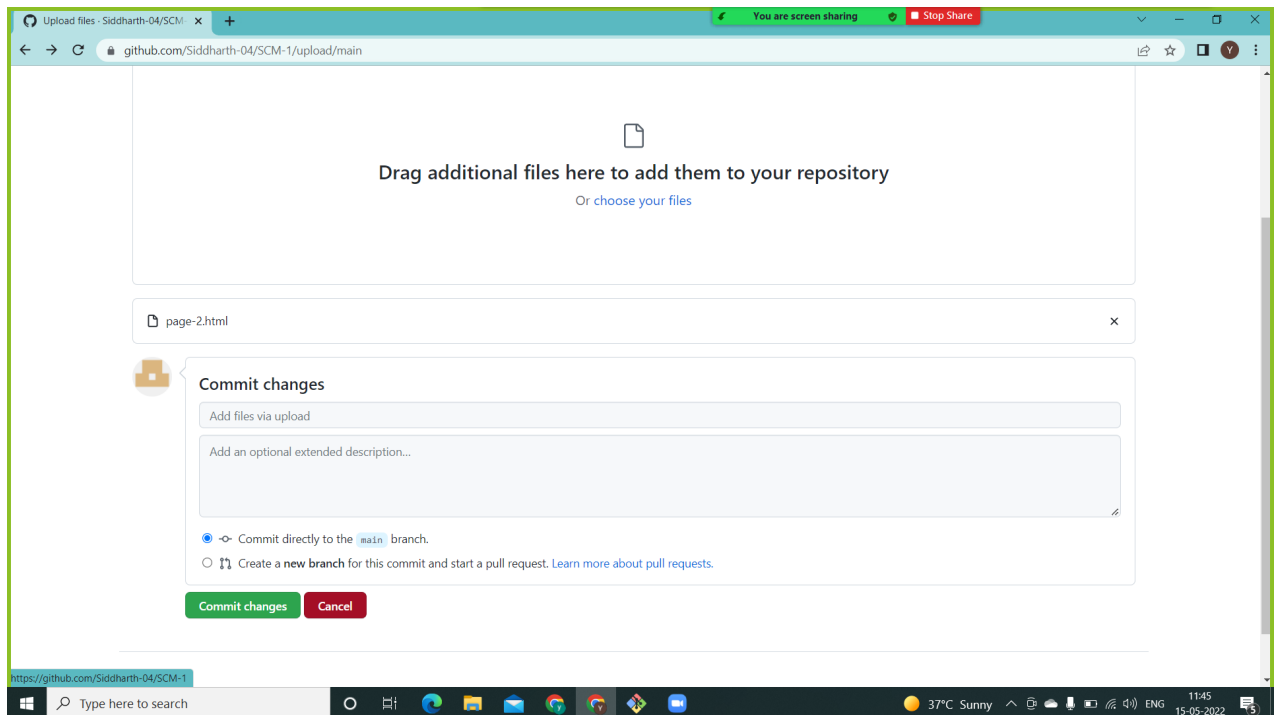 Upload files · Siddharth-04/SCM-
You are screen sharing
Stop Share
github.com/Siddharth-04/SCM-1/upload/main
Y
Drag additional files here to add them to your repository
Or choose your files
page-2.html
Commit changes
Add files via upload
Add an optional extended description...
Commit directly to the main branch.
Create a new branch for this commit and start a pull request. Learn more about pull requests.
Commit changes
Cancel
https://github.com/Siddharth-04/SCM-1
Type here to search
37°C Sunny
ENG
11:45
15-05-2022
5